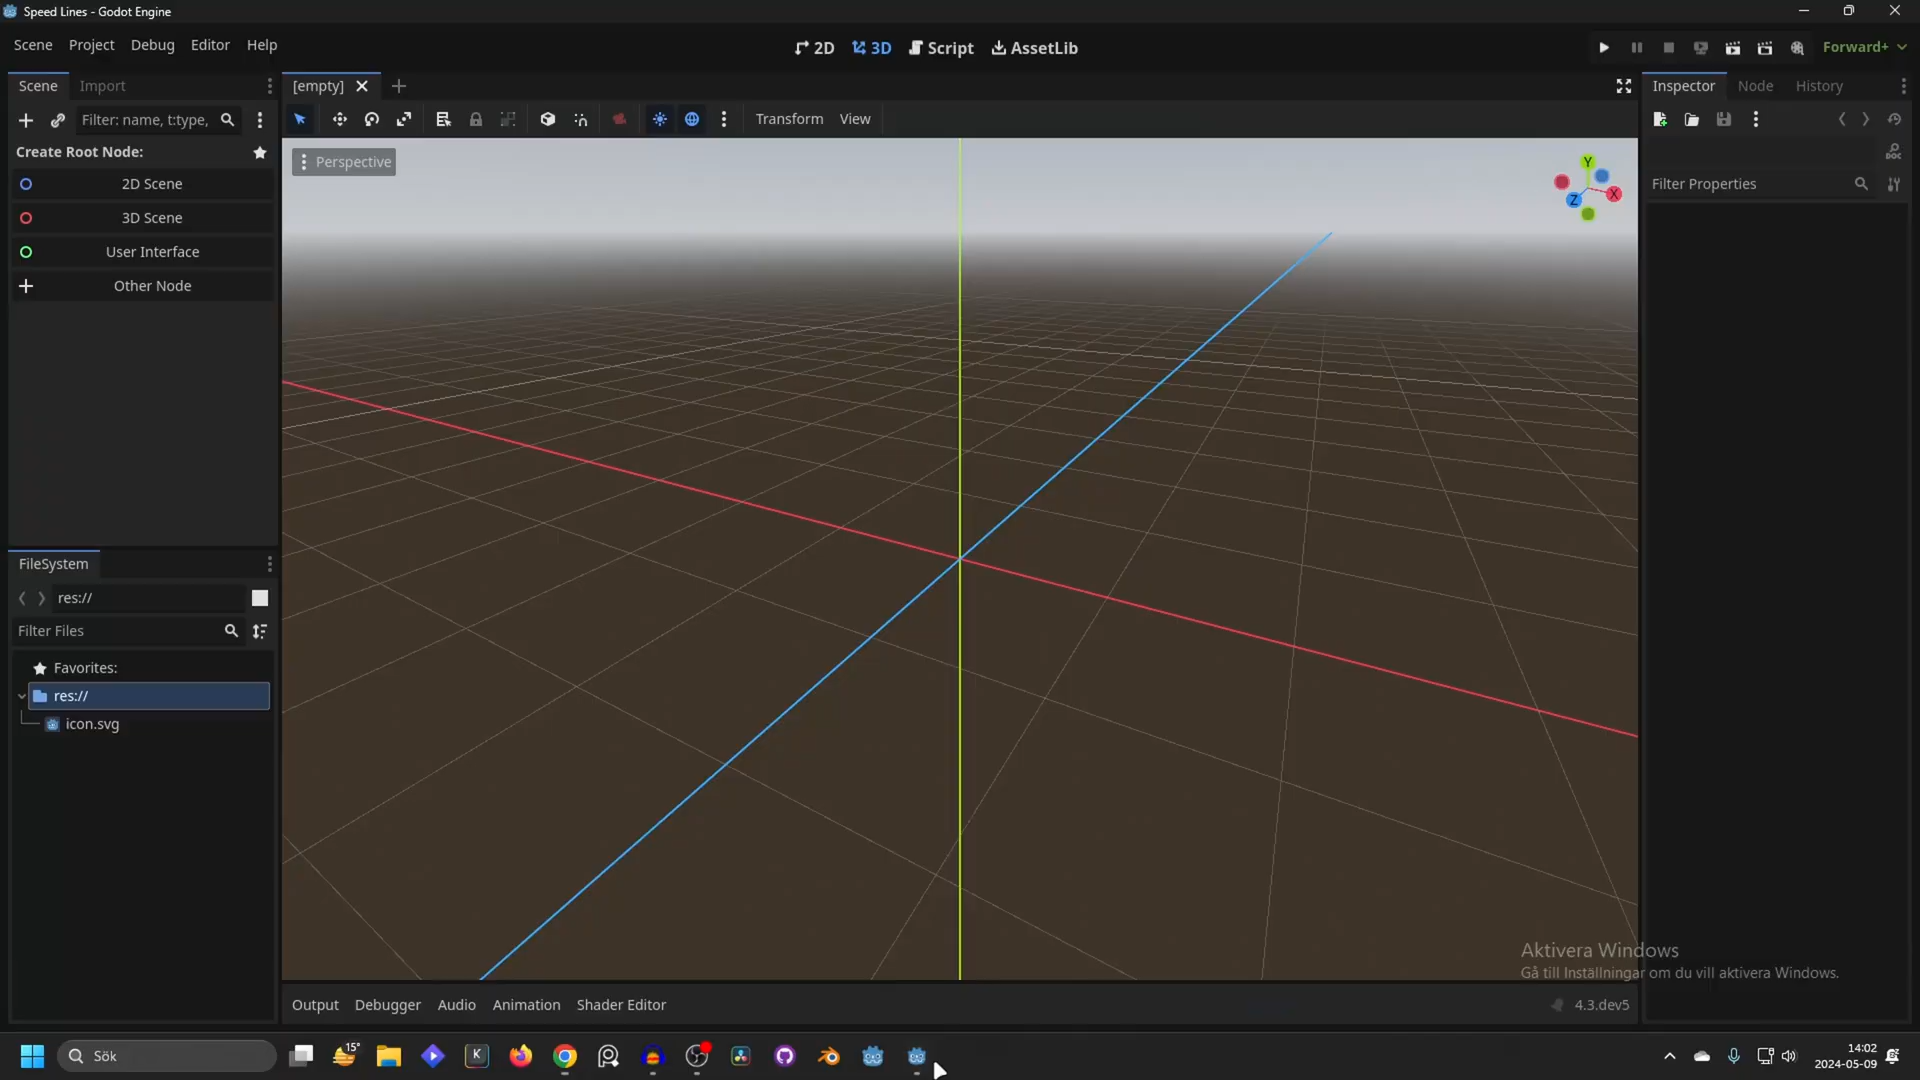 Speed Lines - Godot Engine
Scene Project Debug Editor Help
2D 3D Script AssetLib
Forward+
Scene Import
[empty]
Inspector Node History
Filter: name, t:type,
Transform View
Create Root Node:
Perspective
2D Scene
3D Scene
User Interface
Other Node
Y
X
Z
DOC
Filter Properties
FileSystem
res://
Filter Files
Favorites:
res://
icon.svg
Aktivera Windows
Gå till Inställningar om du vill aktivera Windows.
Output Debugger Audio Animation Shader Editor
4.3.dev5
Sök
15°
K
14:02
2024-05-09